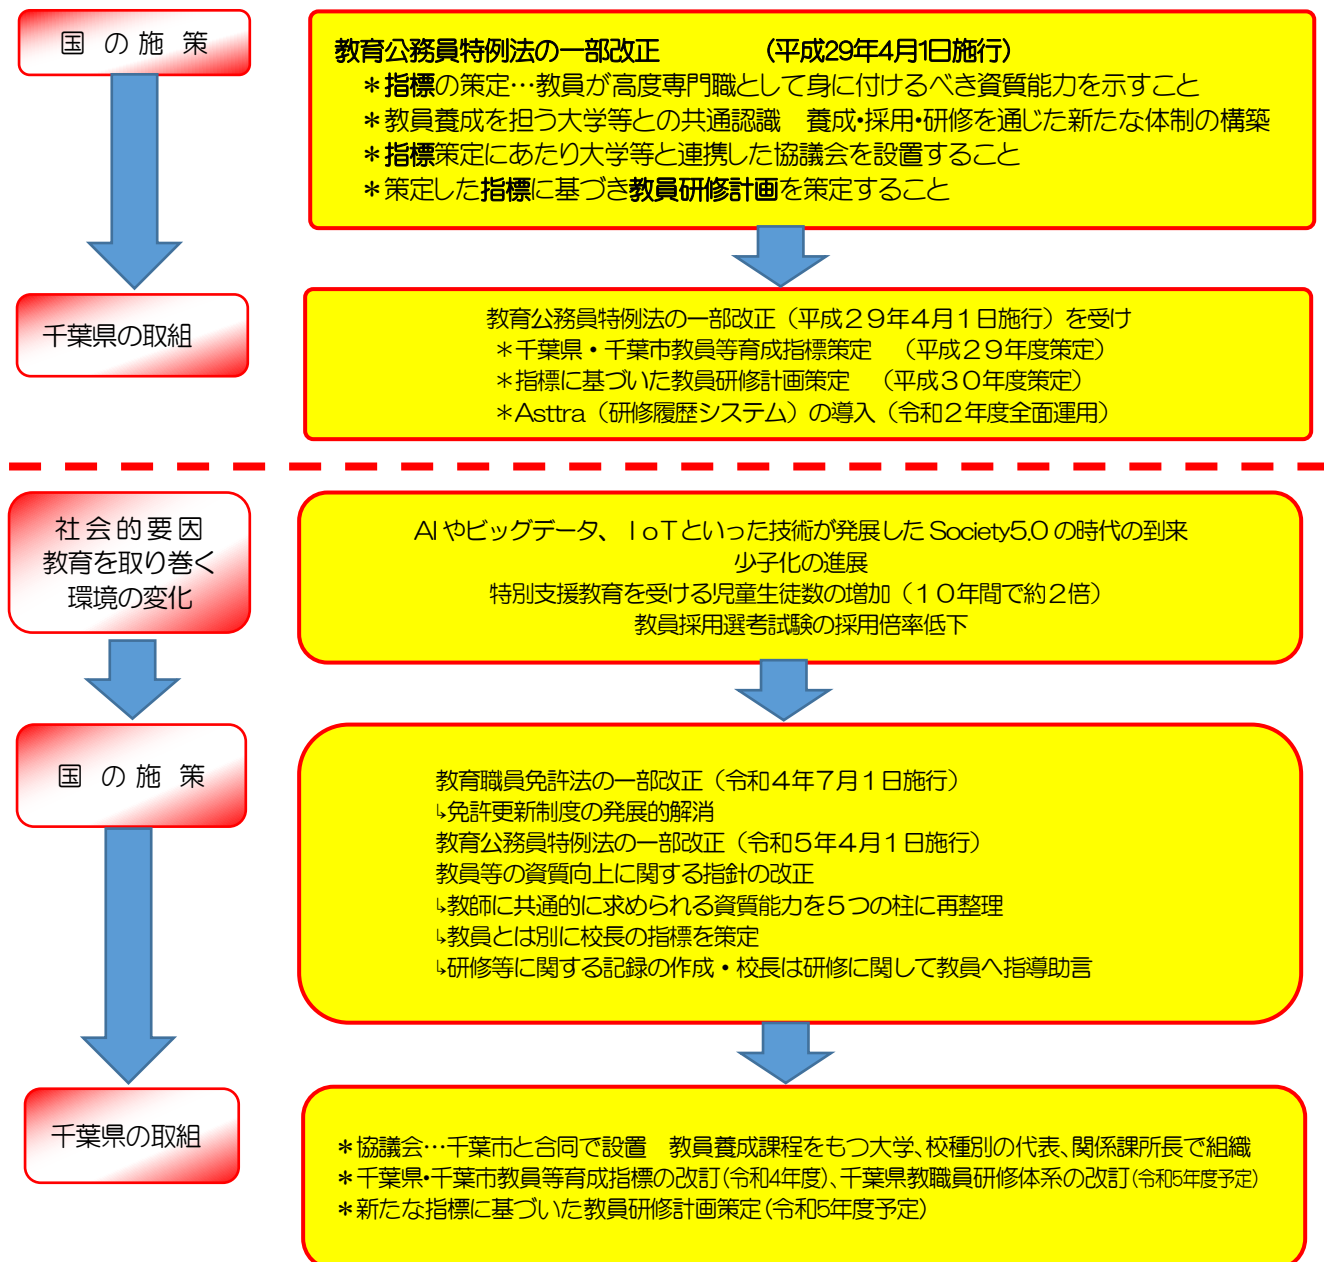 国 の 施 策
教育公務員特例法の一部改正　（平成29年4月1日施行）
＊指標の策定…教員が高度専門職として身に付けるべき資質能力を示すこと
＊教員養成を担う大学等との共通認識　養成・採用・研修を通じた新たな体制の構築
＊指標策定にあたり大学等と連携した協議会を設置すること
＊策定した指標に基づき教員研修計画を策定すること
千葉県の取組
教育公務員特例法の一部改正（平成２９年４月１日施行）を受け
＊千葉県・千葉市教員等育成指標策定　（平成２９年度策定）
＊指標に基づいた教員研修計画策定　（平成３０年度策定）
＊Asttra（研修履歴システム）の導入（令和２年度全面運用）
社会的要因
教育を取り巻く
環境の変化
AIやビッグデータ、ＩｏＴといった技術が発展したSociety5.0の時代の到来
少子化の進展
特別支援教育を受ける児童生徒数の増加（１０年間で約２倍）
教員採用選考試験の採用倍率低下
国 の 施 策
教育職員免許法の一部改正（令和４年７月１日施行）
↳免許更新制度の発展的解消
教育公務員特例法の一部改正（令和５年４月１日施行）
教員等の資質向上に関する指針の改正
↳教師に共通的に求められる資質能力を５つの柱に再整理
↳教員とは別に校長の指標を策定
↳研修等に関する記録の作成・校長は研修に関して教員へ指導助言
千葉県の取組
＊協議会…千葉市と合同で設置　教員養成課程をもつ大学、校種別の代表、関係課所長で組織
＊千葉県・千葉市教員等育成指標の改訂（令和4年度）、千葉県教職員研修体系の改訂（令和5年度予定）
＊新たな指標に基づいた教員研修計画策定（令和5年度予定）